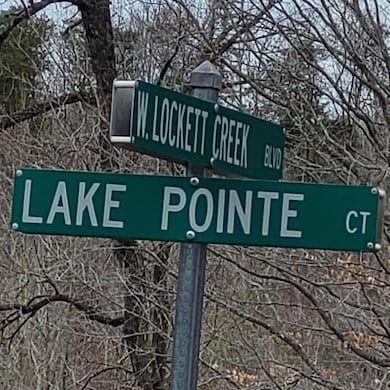 W. LOCKETT CREEK BLVD
LAKE POINTE CT